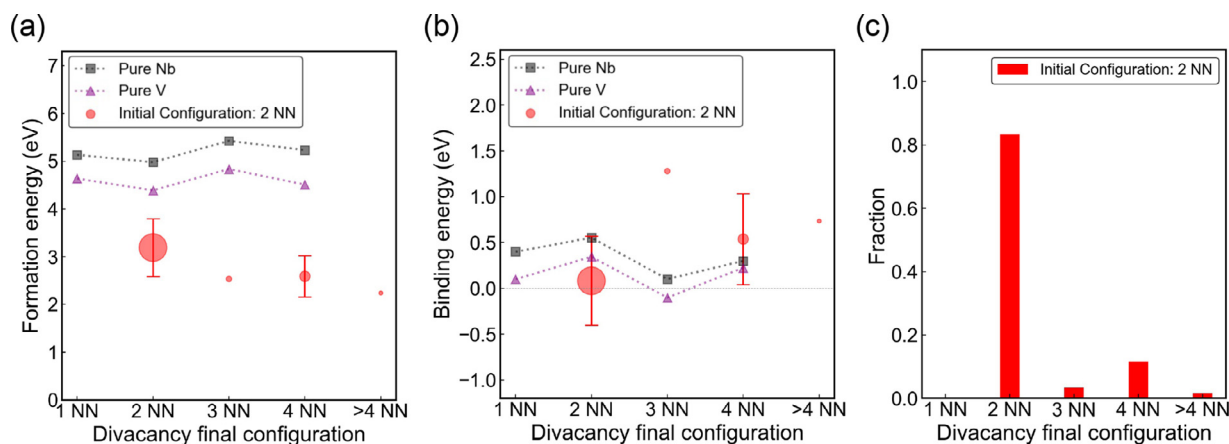 (a)
Formation energy (eV)
7
6
5
4
3
2
1
0
Pure Nb
Pure V
Initial Configuration: 2 NN
1 NN 2 NN 3 NN 4 NN >4 NN
Divacancy final configuration
(b)
Binding energy (eV)
2.5
2.0
1.5
1.0
0.5
0.0
−0.5
−1.0
Pure Nb
Pure V
Initial Configuration: 2 NN
1 NN 2 NN 3 NN 4 NN >4 NN
Divacancy final configuration
(c)
Fraction
1.0
0.8
0.6
0.4
0.2
0.0
Initial Configuration: 2 NN
1 NN 2 NN 3 NN 4 NN >4 NN
Divacancy final configuration